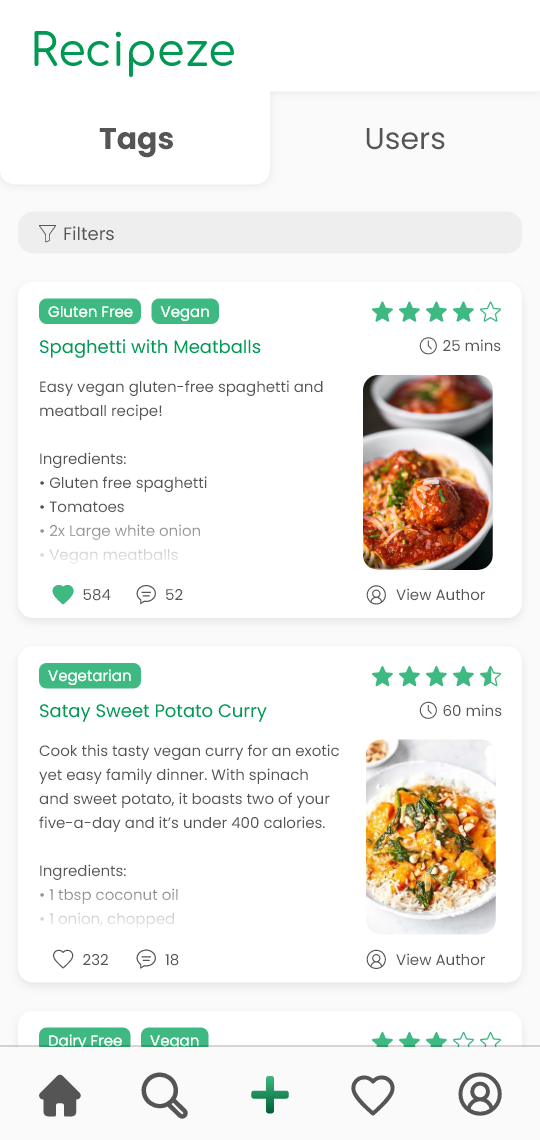 Recipeze
Tags
Users
Filters
Gluten Free
Vegan
Spaghetti with Meatballs
25 mins
Easy vegan gluten-free spaghetti and
meatball recipe!
Ingredients:
• Gluten free spaghetti
• Tomatoes
• 2x Large white onion
• Vegan meatballs
584
52
View Author
Vegetarian
Satay Sweet Potato Curry
60 mins
Cook this tasty vegan curry for an exotic
yet easy family dinner. With spinach
and sweet potato, it boasts two of your
five-a-day and it’s under 400 calories.
Ingredients:
• 1 tbsp coconut oil
• 1 onion, chopped
232
18
View Author
Dairy Free
Vegan